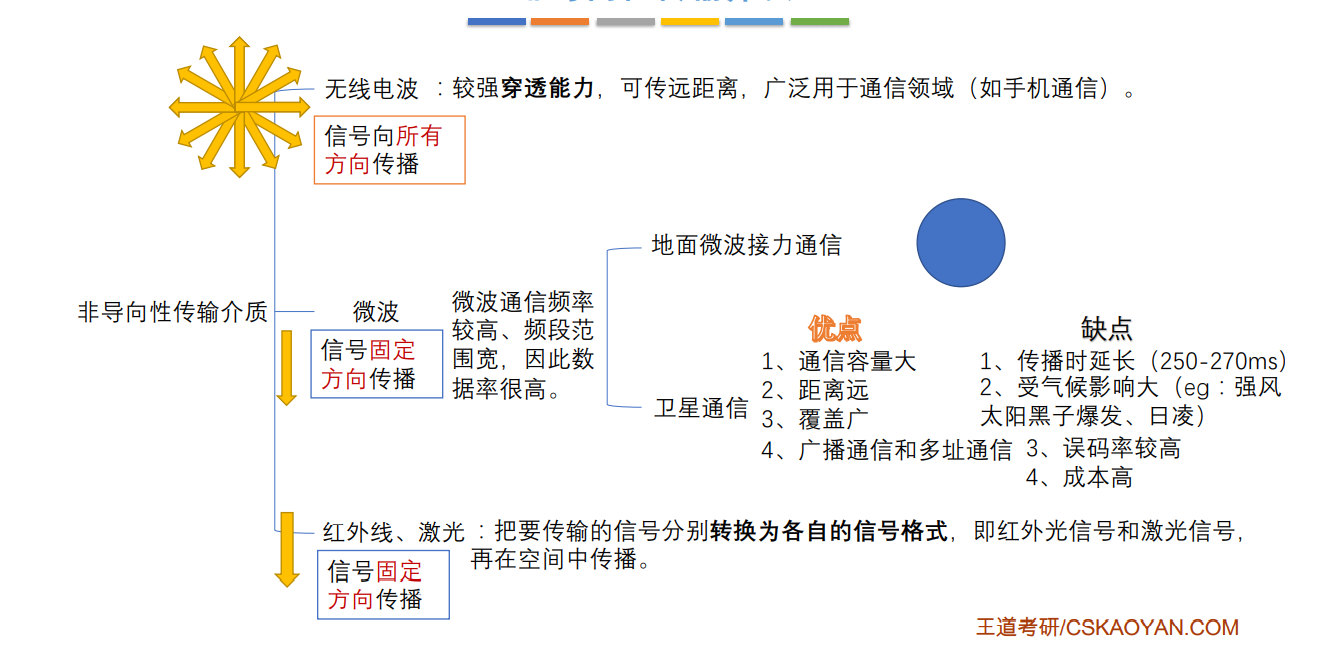 无线电波 ：较强穿透能力，可传远距离，广泛用于通信领域（如手机通信）。
信号向所有
方向传播
非导向性传输介质
微波
信号固定
方向传播
微波通信频率
较高、频段范
围宽，因此数
据率很高。
地面微波接力通信
卫星通信
优点
1、通信容量大
2、距离远
3、覆盖广
4、广播通信和多址通信
缺点
1、传播时延长（250-270ms）
2、受气候影响大（eg：强风
太阳黑子爆发、日凌）
3、误码率较高
4、成本高
红外线、激光 ：把要传输的信号分别转换为各自的信号格式，即红外光信号和激光信号，
再在空间中传播。
信号固定
方向传播
王道考研/CSKAOYAN.COM